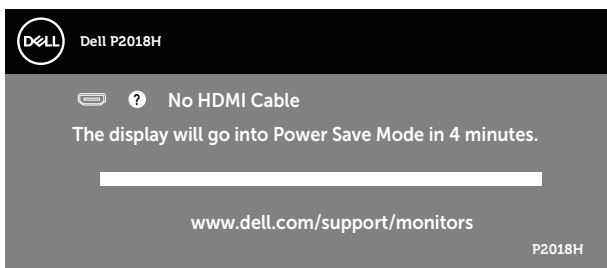 DELL
Dell P2018H
? No HDMI Cable
The display will go into Power Save Mode in 4 minutes.
www.dell.com/support/monitors
P2018H